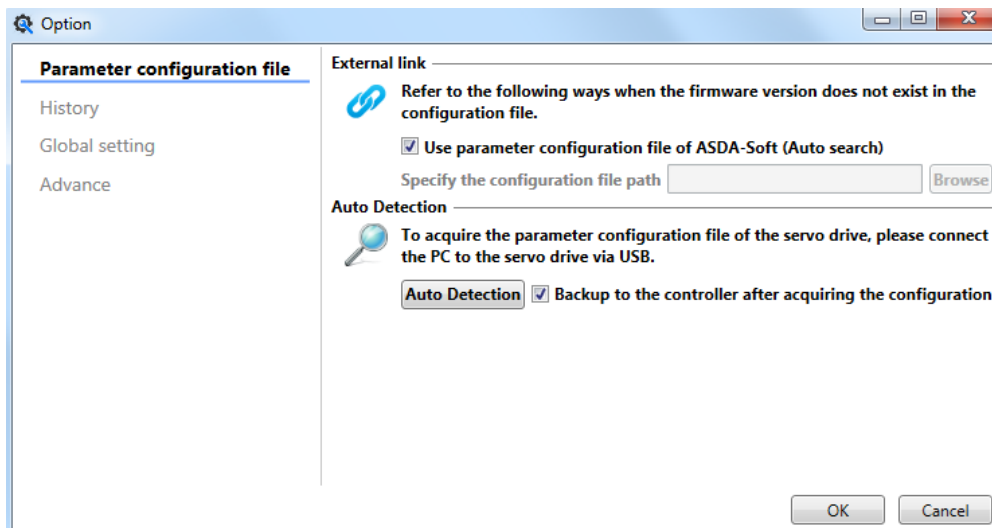 Option
Parameter configuration file
History
Global setting
Advance
External link
Refer to the following ways when the firmware version does not exist in the
configuration file.
Use parameter configuration file of ASDA-Soft (Auto search)
Specify the configuration file path
Browse
Auto Detection
To acquire the parameter configuration file of the servo drive, please connect
the PC to the servo drive via USB.
Auto Detection
Backup to the controller after acquiring the configuration
OK
Cancel